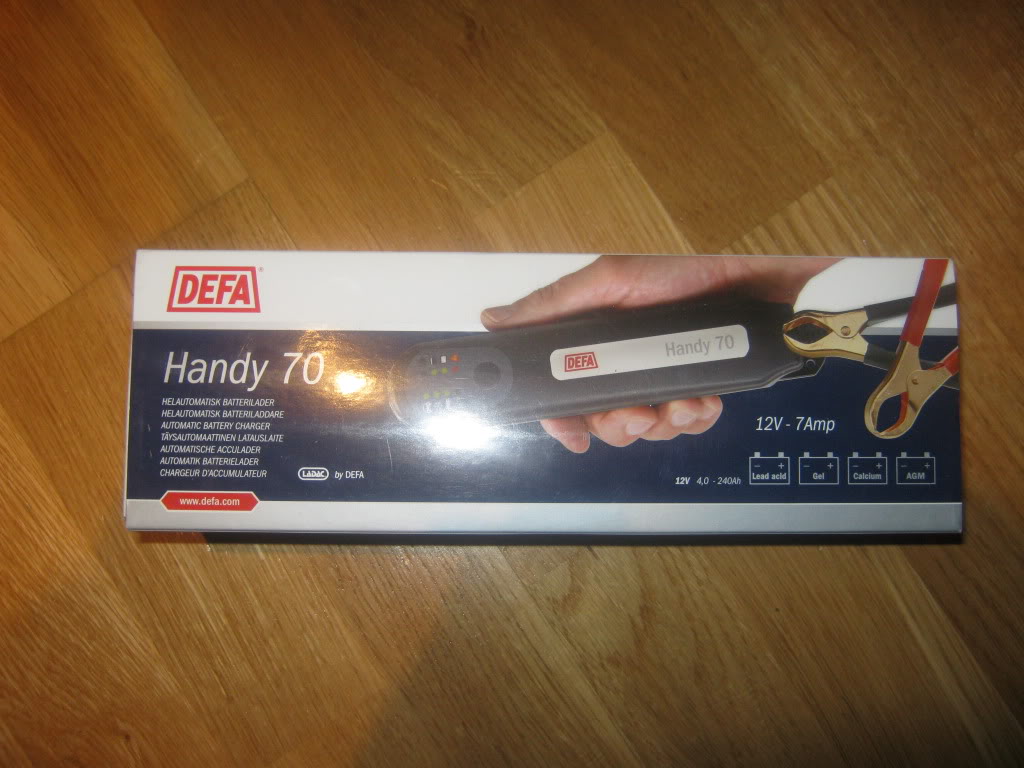 DEFA®
Handy 70
HELAUTOMATISK BATTERILADER
HELAUTOMATISK BATTERILADDARE
AUTOMATIC BATTERY CHARGER
TÄYSAUTOMAATTINEN LATAUSLAITE
AUTOMATISCHE ACCULADER
AUTOMATIK BATTERIELADER
CHARGEUR D'ACCUMULATEUR
LADAC by DEFA
www.defa.com
DEFA Handy 70
12V - 7Amp
12V 4,0 - 240Ah
- + Lead acid
- + Gel
- + Calcium
- + AGM